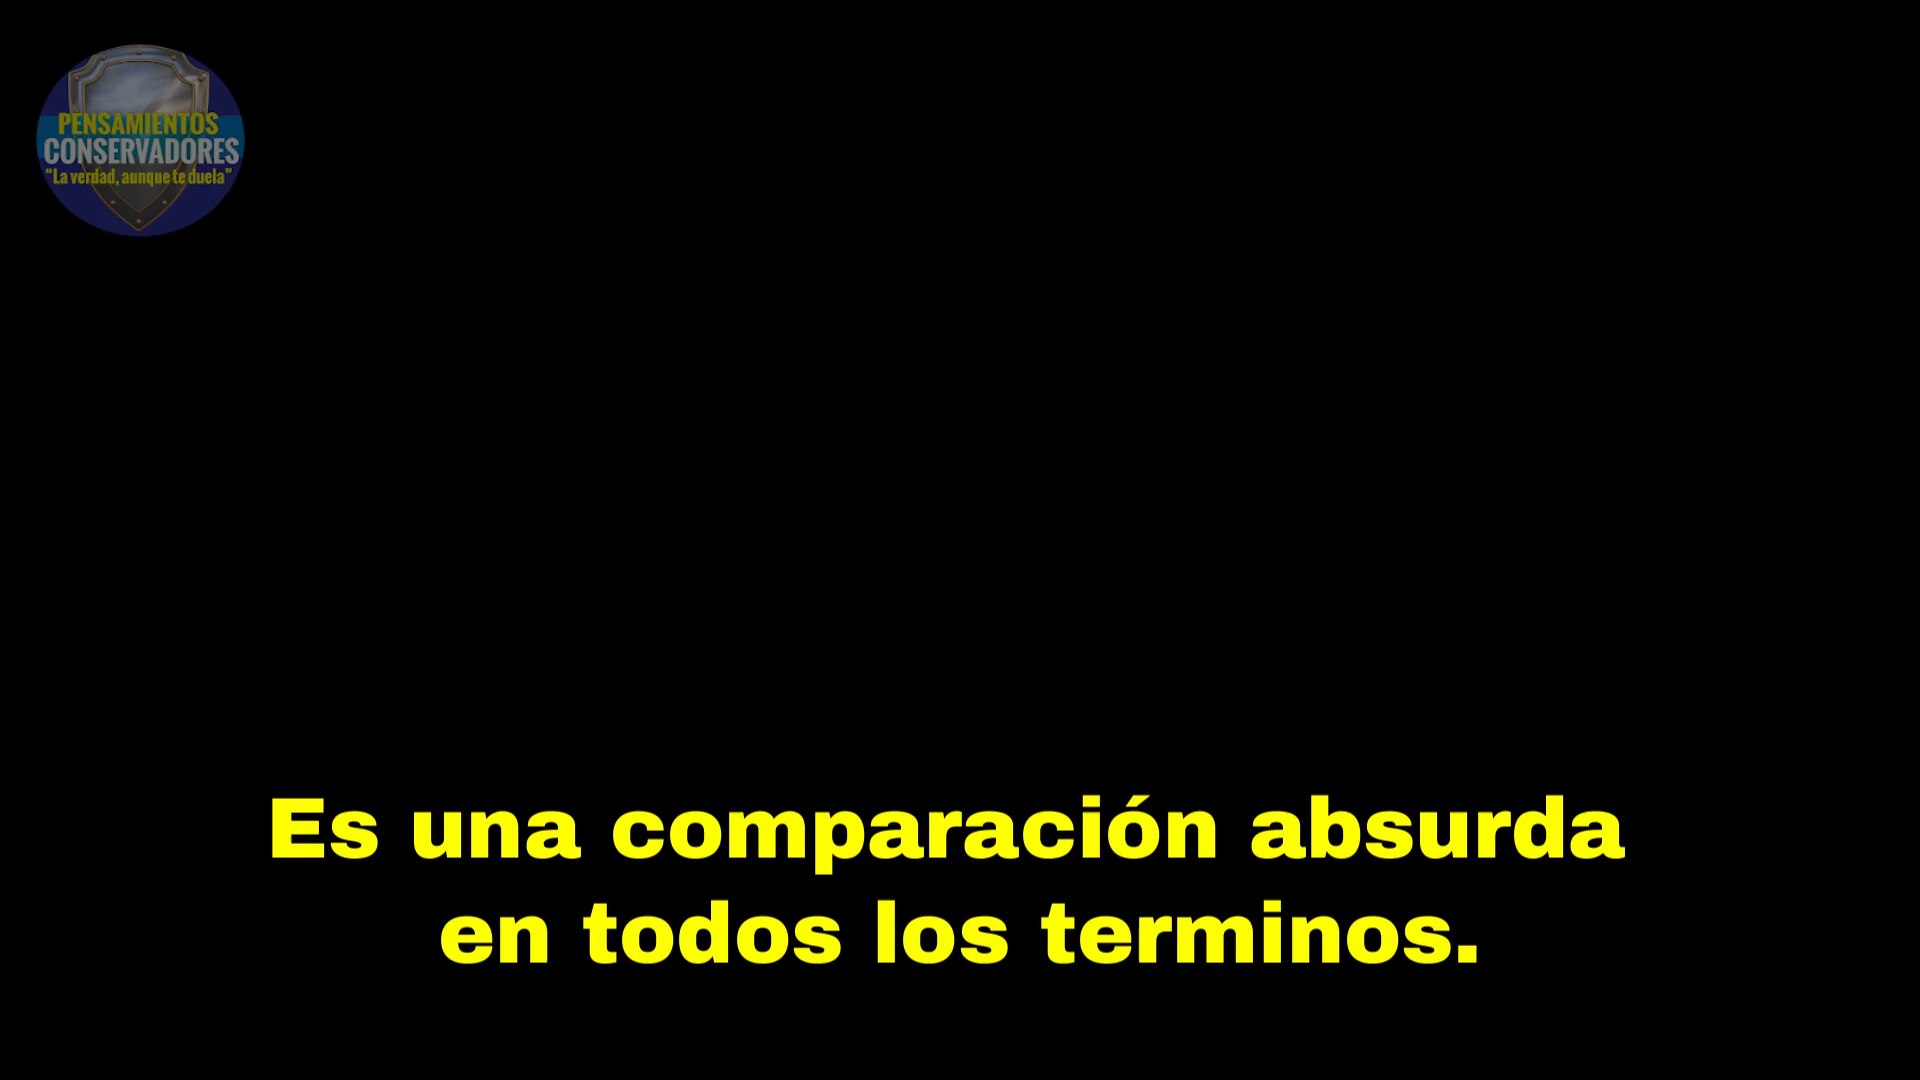 PENSAMIENTOS
CONSERVADORES
"La verdad, aunque te duela"
Es una comparación absurda
en todos los terminos.